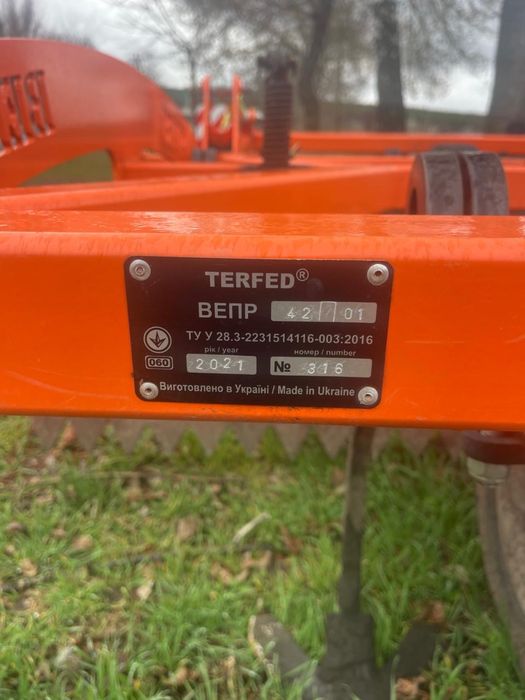 TERFED®
ВЕПР 42 01
ТУ У 28.3-2231514116-003:2016
рік / year номер / number
060 2021 № 316
Виготовлено в Україні / Made in Ukraine